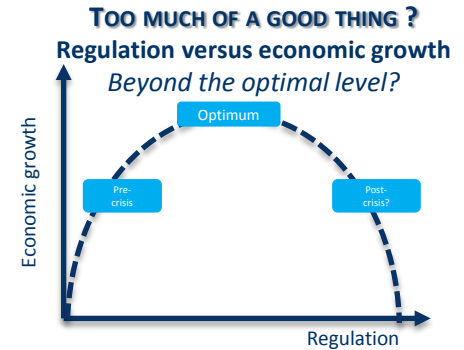 TOO MUCH OF A GOOD THING ?
Regulation versus economic growth
Beyond the optimal level?
Optimum
Economic growth
Pre-
crisis
Post-
crisis?
Regulation